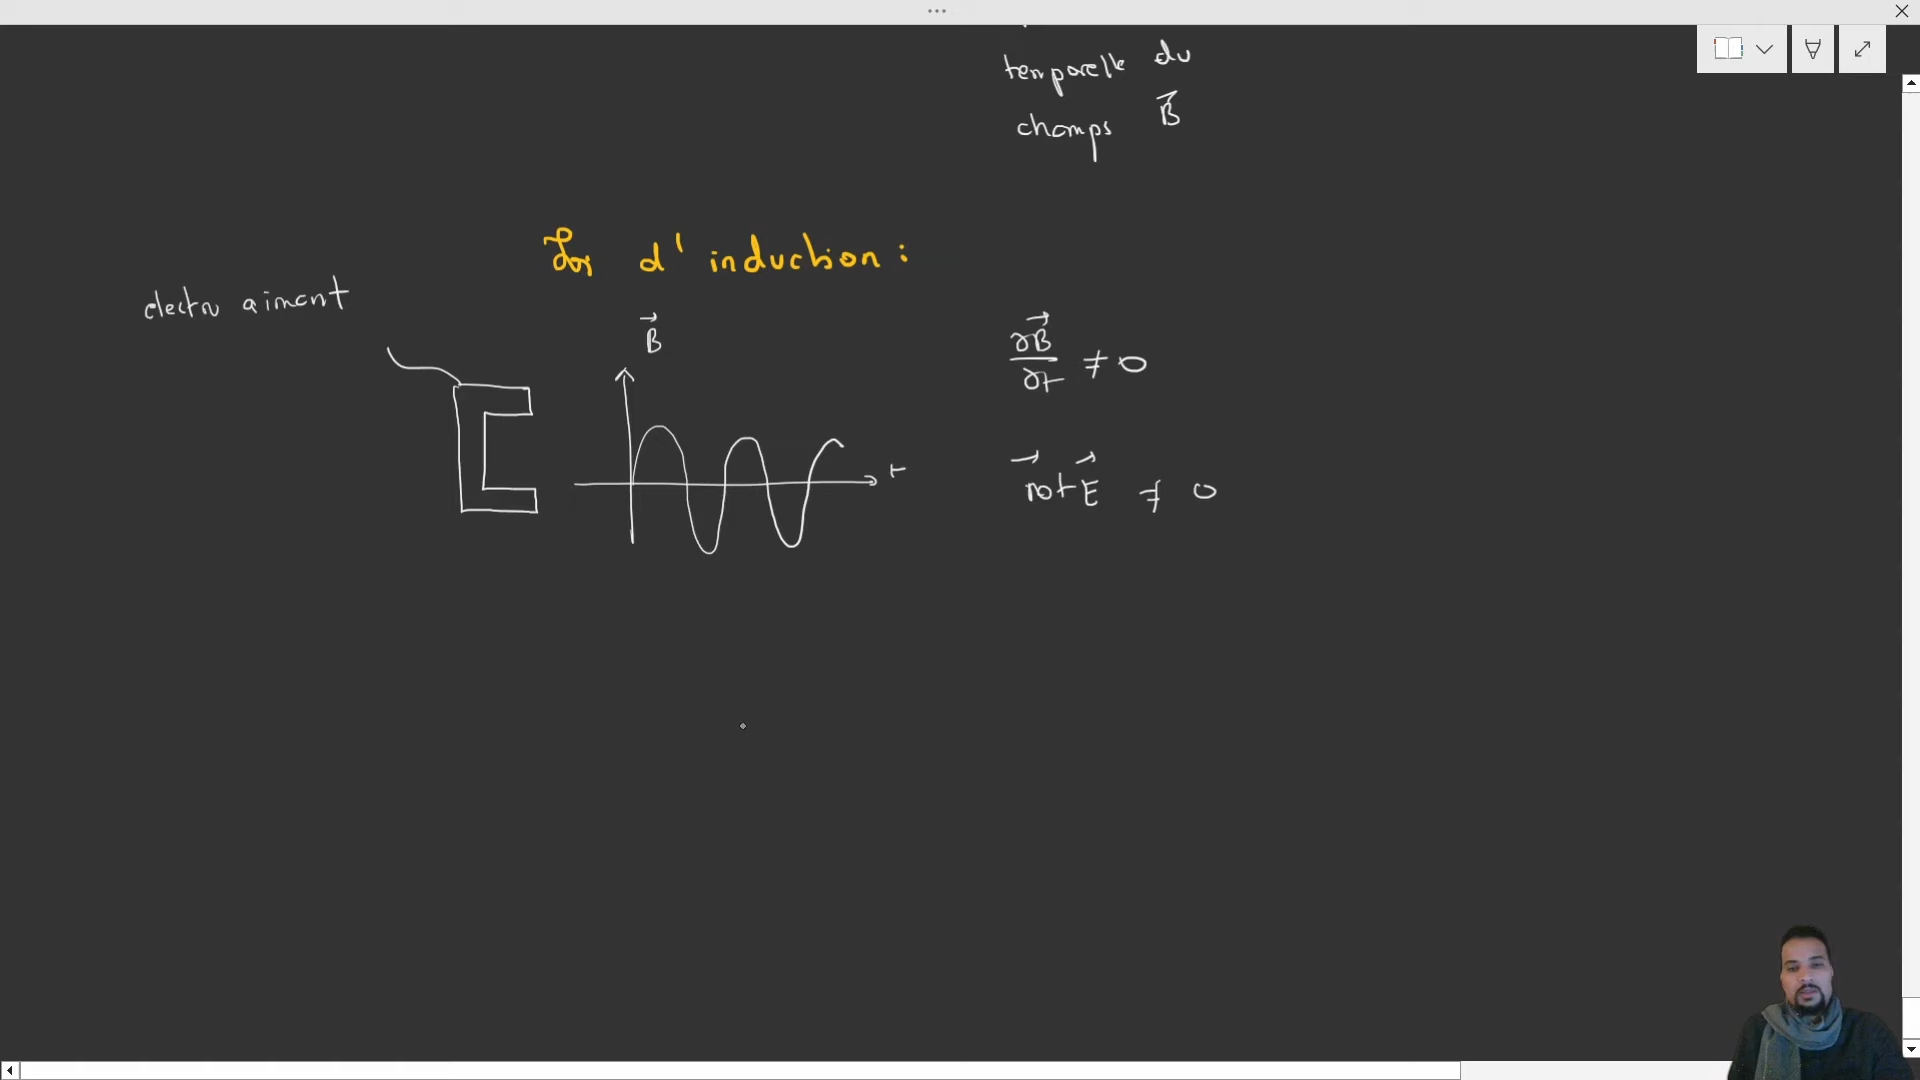 temporelle du
champs B⃗
Loi d'induction :
electro aimant
B⃗
∂B⃗/∂t ≠ 0
t
rot⃗ E⃗ ≠ 0